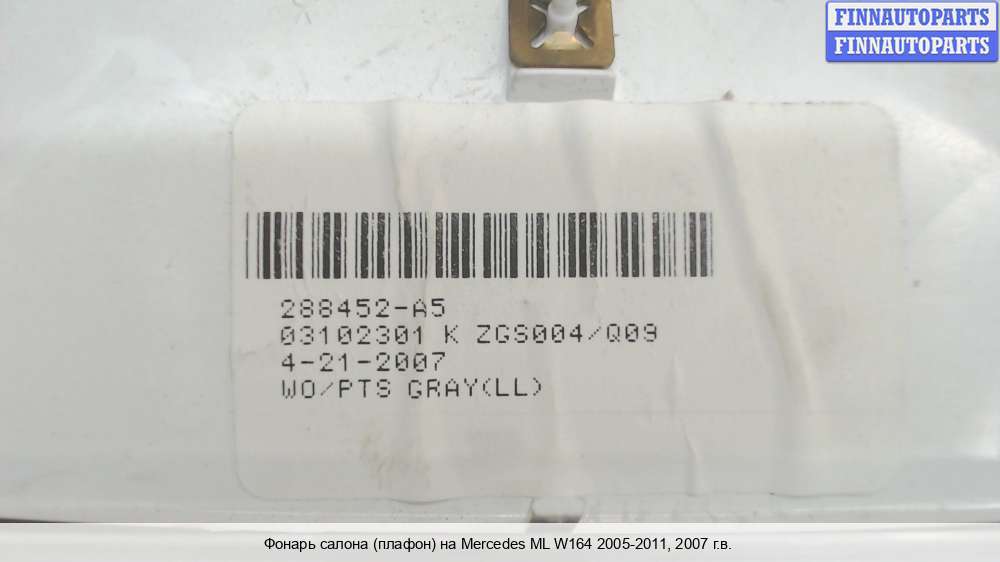 FINNAUTOPARTS
FINNAUTOPARTS
288452-A5
03102301 K ZGS004/Q09
4-21-2007
WO/PTS GRAY(LL)
Фонарь салона (плафон) на Mercedes ML W164 2005-2011, 2007 г.в.